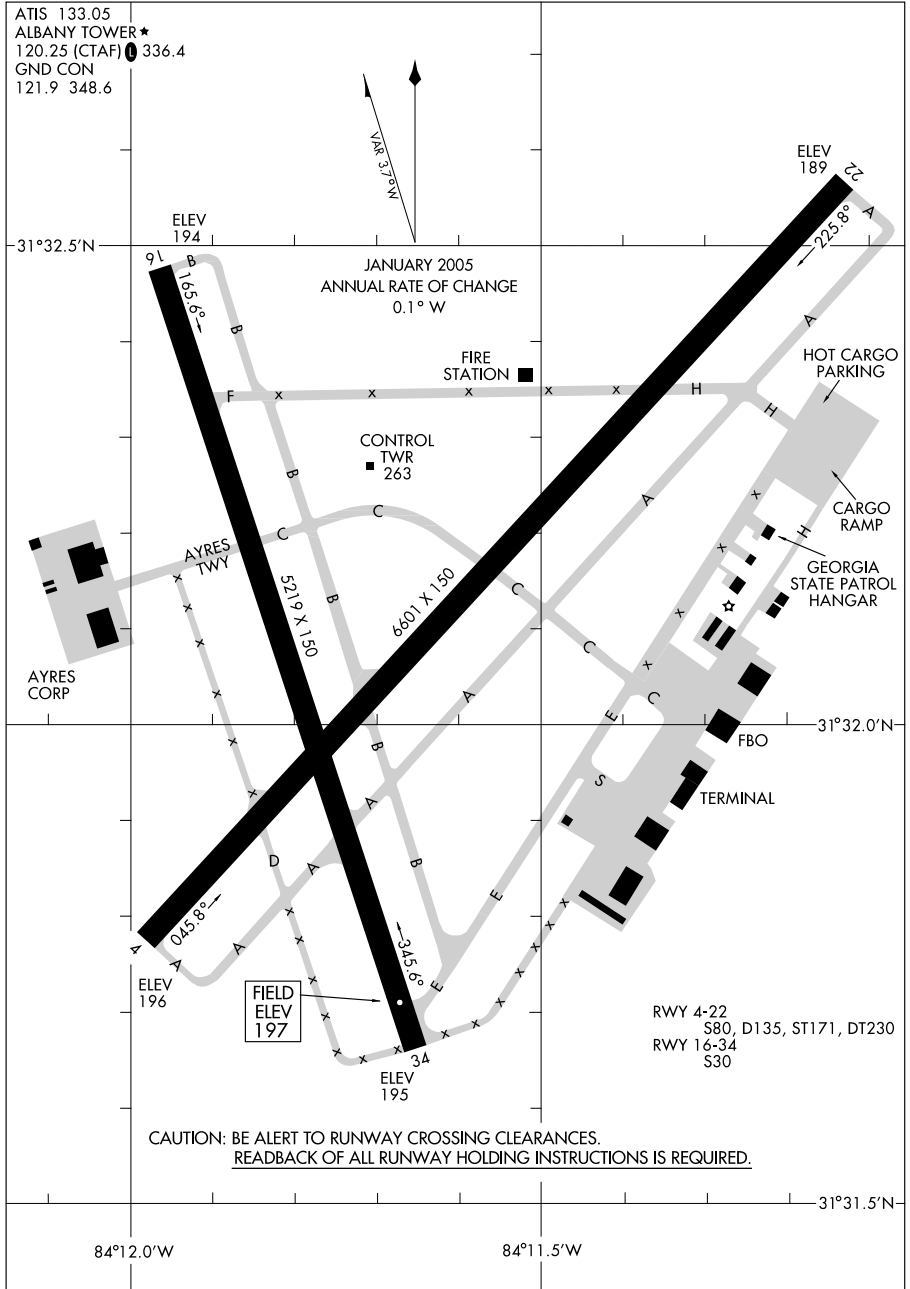 ATIS 133.05
ALBANY TOWER★
120.25 (CTAF) L 336.4
GND CON
121.9 348.6
VAR 3.7°W
JANUARY 2005
ANNUAL RATE OF CHANGE
0.1° W
ELEV
189
22
225.8°
A
ELEV
194
31°32.5'N
16
165.6°
B
B
A
FIRE
STATION
HOT CARGO
PARKING
F
x
x
x
x
x
H
H
CONTROL
TWR
263
B
A
x
CARGO
RAMP
C
C
AYRES
TWY
x
H
GEORGIA
STATE PATROL
HANGAR
5219 X 150
6601 X 150
B
C
x
x
x
C
x
AYRES
CORP
x
A
C
E
31°32.0'N
x
B
FBO
S
x
A
TERMINAL
D
A
B
E
x
x
x
x
045.8°
A
A
4
ELEV
196
x
x
345.6°
E
x
x
FIELD
ELEV
197
x
x
x
x
x
x
34
ELEV
195
RWY 4-22
S80, D135, ST171, DT230
RWY 16-34
S30
CAUTION: BE ALERT TO RUNWAY CROSSING CLEARANCES.
READBACK OF ALL RUNWAY HOLDING INSTRUCTIONS IS REQUIRED.
31°31.5'N
84°12.0'W
84°11.5'W